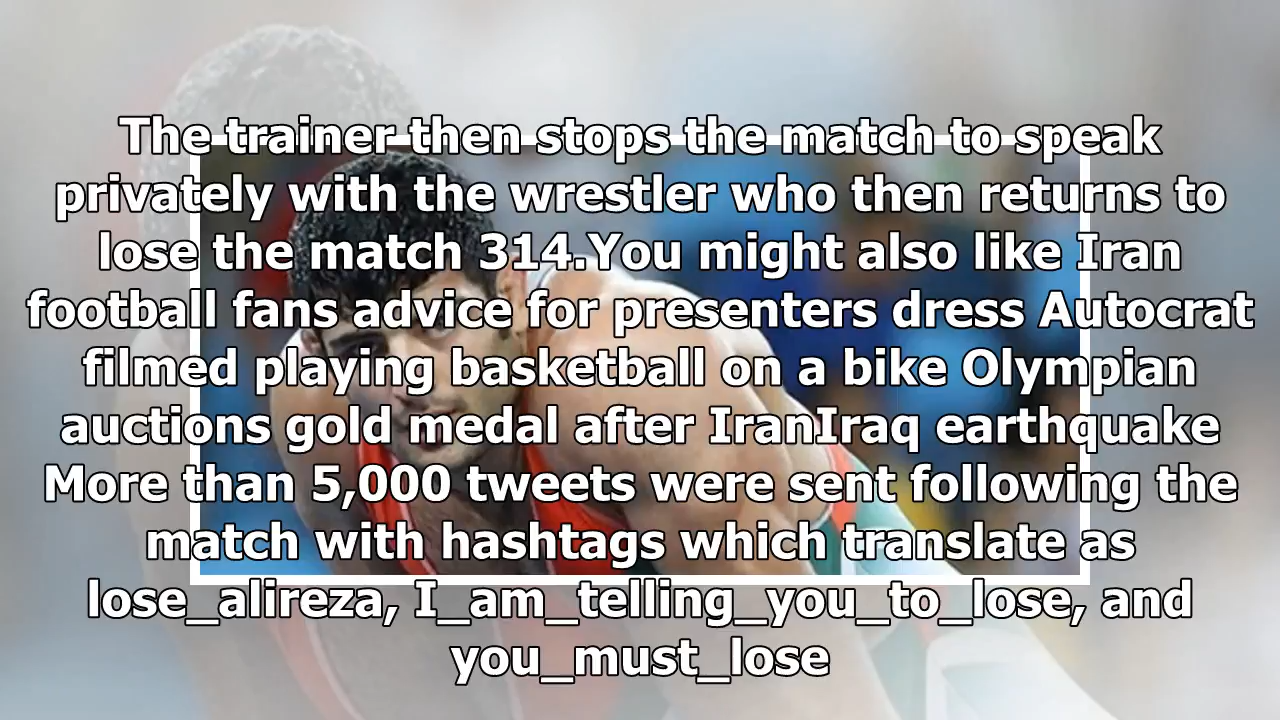 The trainer then stops the match to speak
privately with the wrestler who then returns to
lose the match 314.You might also like Iran
football fans advice for presenters dress Autocrat
filmed playing basketball on a bike Olympian
auctions gold medal after IranIraq earthquake
More than 5,000 tweets were sent following the
match with hashtags which translate as
lose_alireza, I_am_telling_you_to_lose, and
you_must_lose